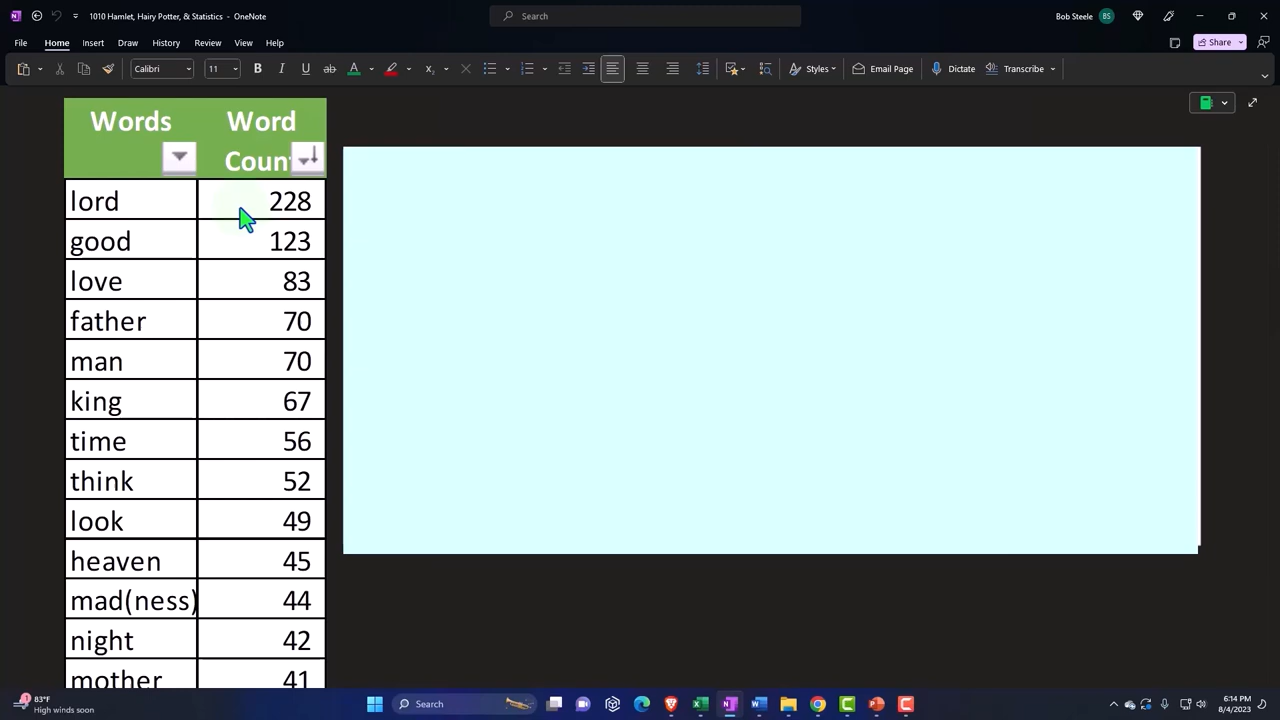 1010 Hamlet, Hairy Potter, & Statistics - OneNote
Search
Bob Steele
BS
File Home Insert Draw History Review View Help
Share
Calibri
11
Styles
Email Page
Dictate
Transcribe
Words
Word
Coun
lord 228
good 123
love 83
father 70
man 70
king 67
time 56
think 52
look 49
heaven 45
mad(ness) 44
night 42
mother 41
83°F
High winds soon
Search
6:14 PM
8/4/2023